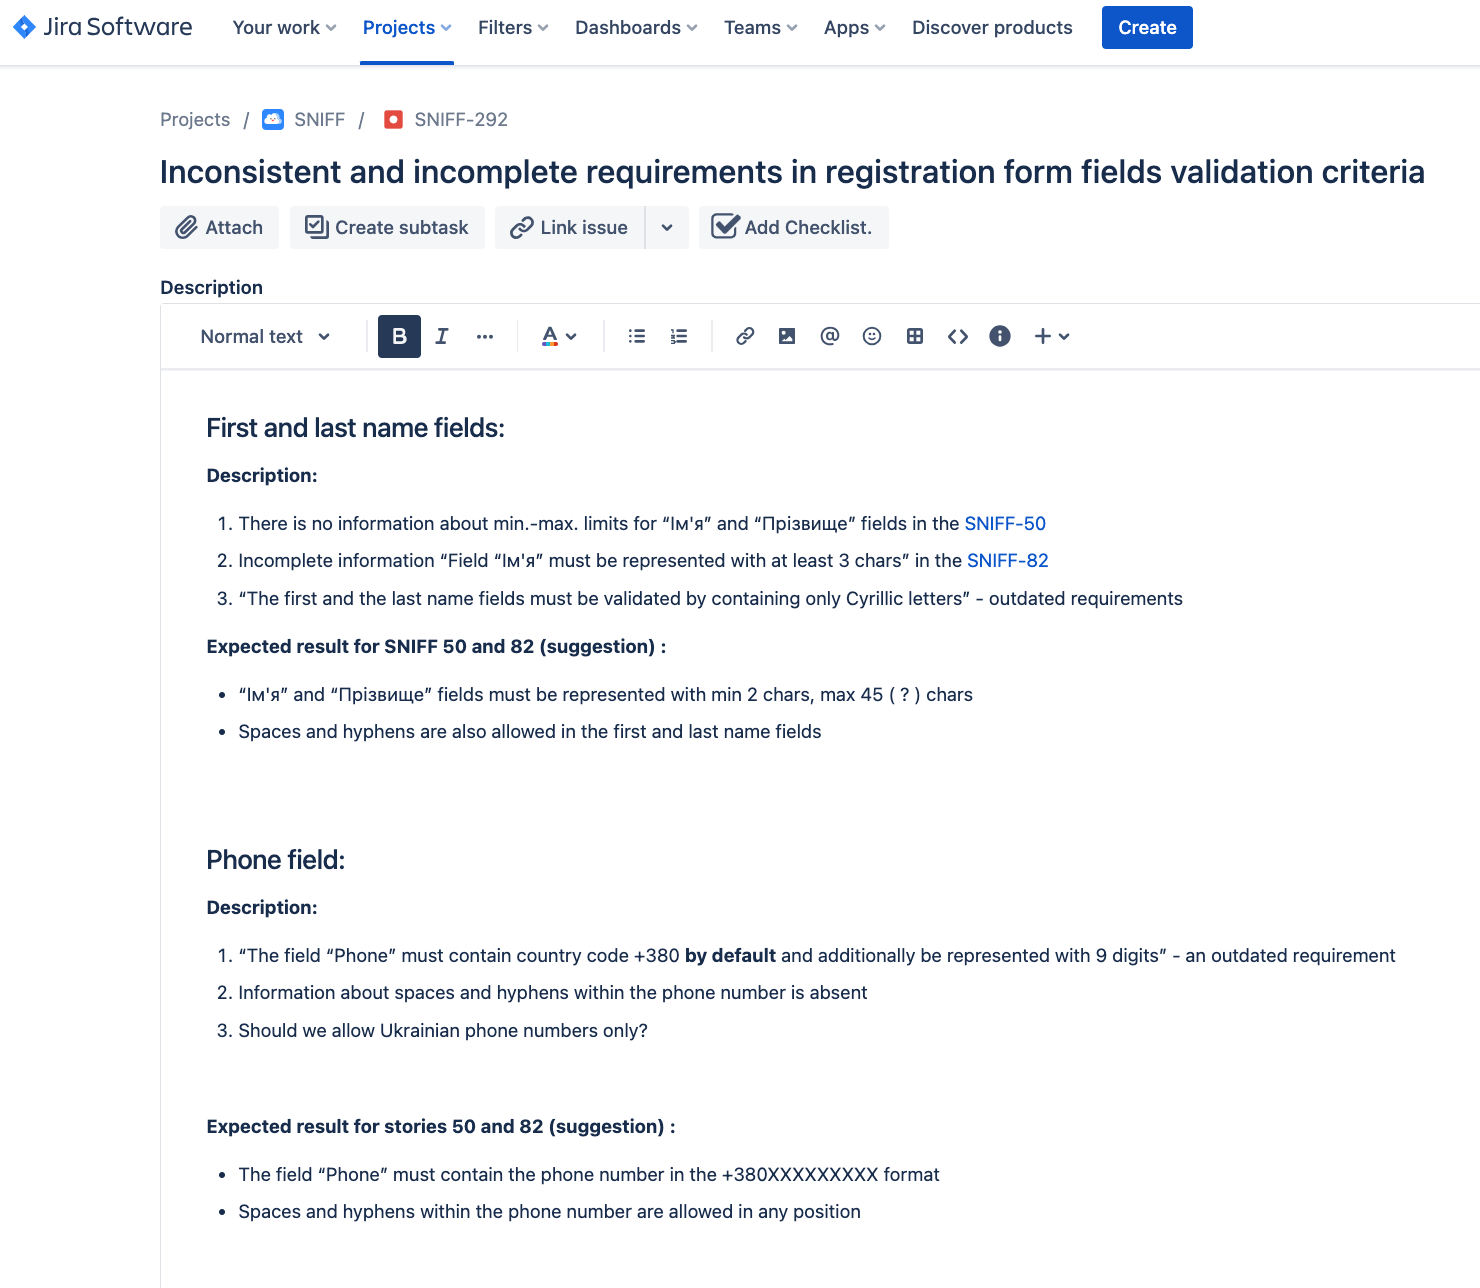 Jira Software Your work Projects Filters Dashboards Teams Apps Discover products Create
Projects / SNIFF / SNIFF-292
Inconsistent and incomplete requirements in registration form fields validation criteria
Attach Create subtask Link issue Add Checklist.
Description
Normal text B I ... A @ <> i +
First and last name fields:
Description:
1. There is no information about min.-max. limits for “Ім'я” and “Прізвище” fields in the SNIFF-50
2. Incomplete information “Field “Ім'я” must be represented with at least 3 chars” in the SNIFF-82
3. “The first and the last name fields must be validated by containing only Cyrillic letters” - outdated requirements
Expected result for SNIFF 50 and 82 (suggestion) :
• “Ім'я” and “Прізвище” fields must be represented with min 2 chars, max 45 ( ? ) chars
• Spaces and hyphens are also allowed in the first and last name fields
Phone field:
Description:
1. “The field “Phone” must contain country code +380 by default and additionally be represented with 9 digits” - an outdated requirement
2. Information about spaces and hyphens within the phone number is absent
3. Should we allow Ukrainian phone numbers only?
Expected result for stories 50 and 82 (suggestion) :
• The field “Phone” must contain the phone number in the +380XXXXXXXXX format
• Spaces and hyphens within the phone number are allowed in any position